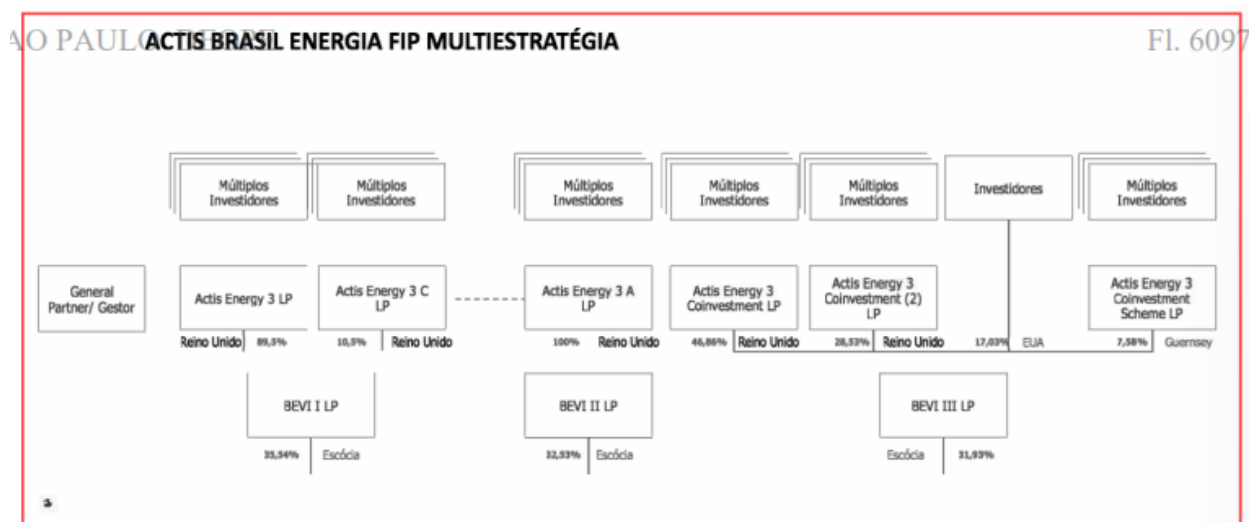 ACTIS BRASIL ENERGIA FIP MULTIESTRATÉGIA
Fl. 6097
Múltiplos
Investidores
Múltiplos
Investidores
Múltiplos
Investidores
Múltiplos
Investidores
Múltiplos
Investidores
Investidores
Múltiplos
Investidores
General
Partner/ Gestor
Actis Energy 3 LP
Actis Energy 3 C
LP
Actis Energy 3 A
LP
Actis Energy 3
Coinvestment LP
Actis Energy 3
Coinvestment (2)
LP
Actis Energy 3
Coinvestment
Scheme LP
Reino Unido 89,5%
10,5% Reino Unido
100% Reino Unido
46,86% Reino Unido
28,53% Reino Unido
17,03% EUA
7,58% Guernsey
BEVI I LP
BEVI II LP
BEVI III LP
35,54% Escócia
32,53% Escócia
Escócia 31,93%